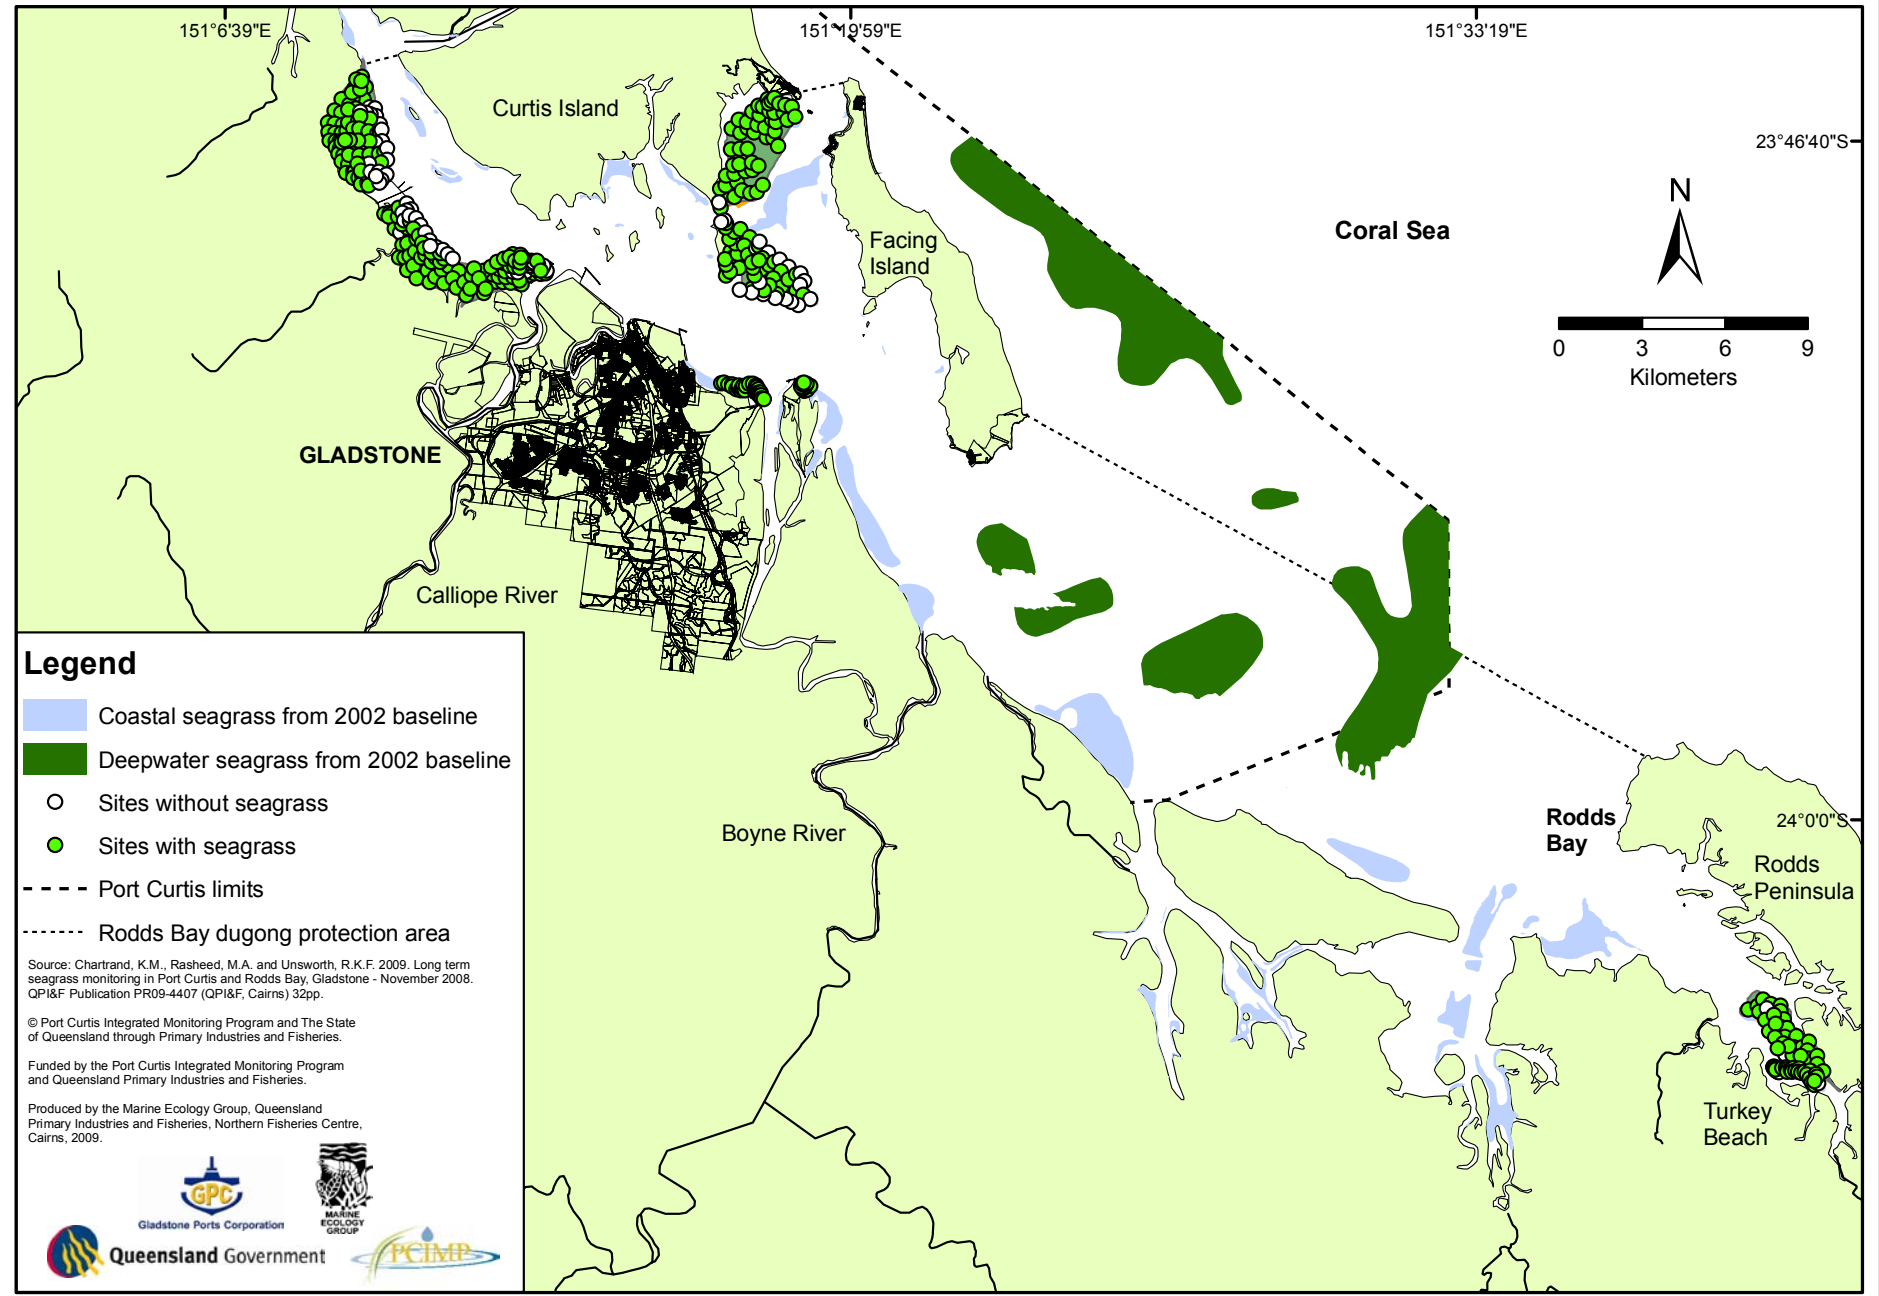 151°6'39"E
151°19'59"E
151°33'19"E
23°46'40"S
Curtis Island
N
Coral Sea
Facing
Island
0 3 6 9
Kilometers
GLADSTONE
Calliope River
Legend
Coastal seagrass from 2002 baseline
Deepwater seagrass from 2002 baseline
Sites without seagrass
Sites with seagrass
Port Curtis limits
Rodds Bay dugong protection area
Boyne River
Rodds
Bay
24°0'0"S
Rodds
Peninsula
Turkey
Beach
Source: Chartrand, K.M., Rasheed, M.A. and Unsworth, R.K.F. 2009. Long term
seagrass monitoring in Port Curtis and Rodds Bay, Gladstone - November 2008.
QPI&F Publication PR09-4407 (QPI&F, Cairns) 32pp.
© Port Curtis Integrated Monitoring Program and The State
of Queensland through Primary Industries and Fisheries.
Funded by the Port Curtis Integrated Monitoring Program
and Queensland Primary Industries and Fisheries.
Produced by the Marine Ecology Group, Queensland
Primary Industries and Fisheries, Northern Fisheries Centre,
Cairns, 2009.
GPC
Gladstone Ports Corporation
MARINE
ECOLOGY
GROUP
Queensland Government
PCIMP